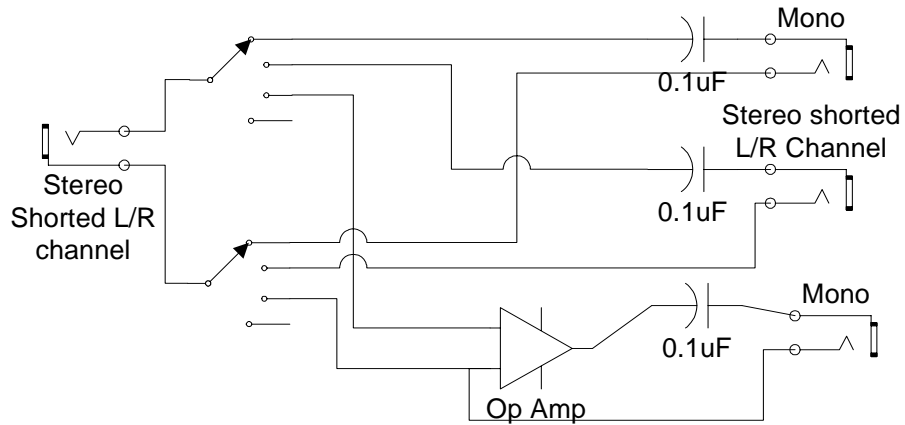 Mono
0.1uF
Stereo shorted
L/R Channel
Stereo
Shorted L/R
channel
0.1uF
Mono
0.1uF
Op Amp